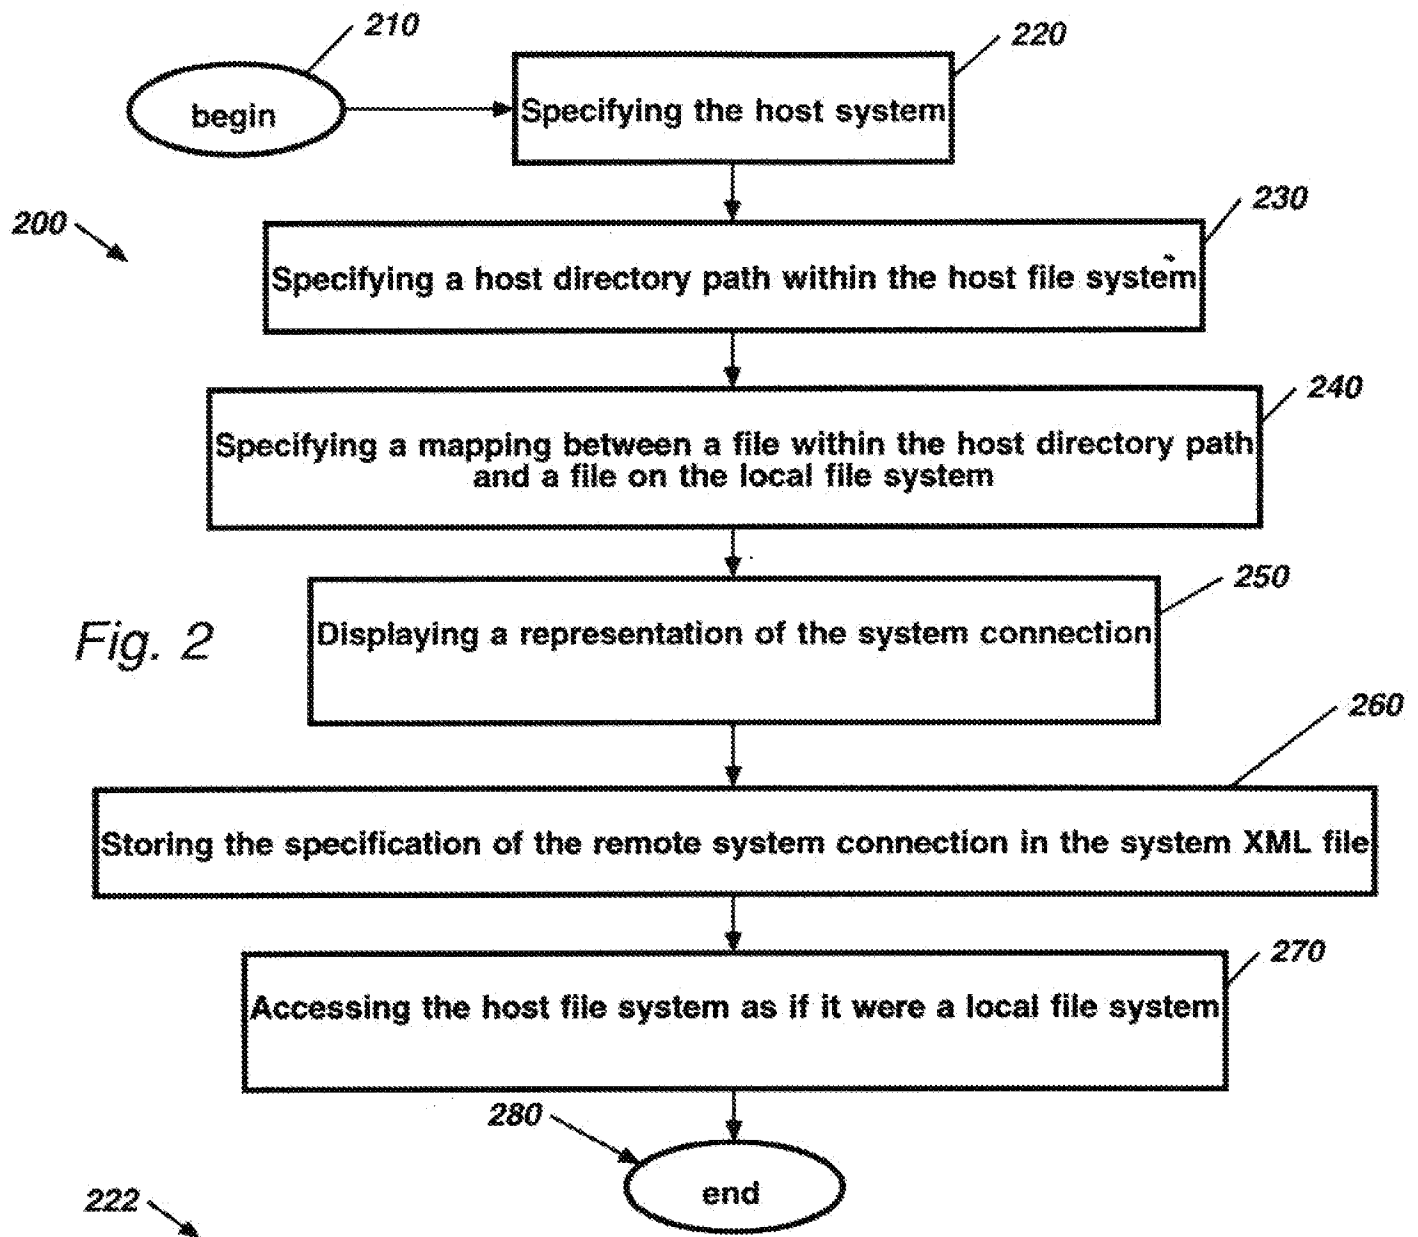 210
220
begin
Specifying the host system
200
230
Specifying a host directory path within the host file system
240
Specifying a mapping between a file within the host directory path
and a file on the local file system
250
Fig. 2
Displaying a representation of the system connection
260
Storing the specification of the remote system connection in the system XML file
270
Accessing the host file system as if it were a local file system
280
end
222